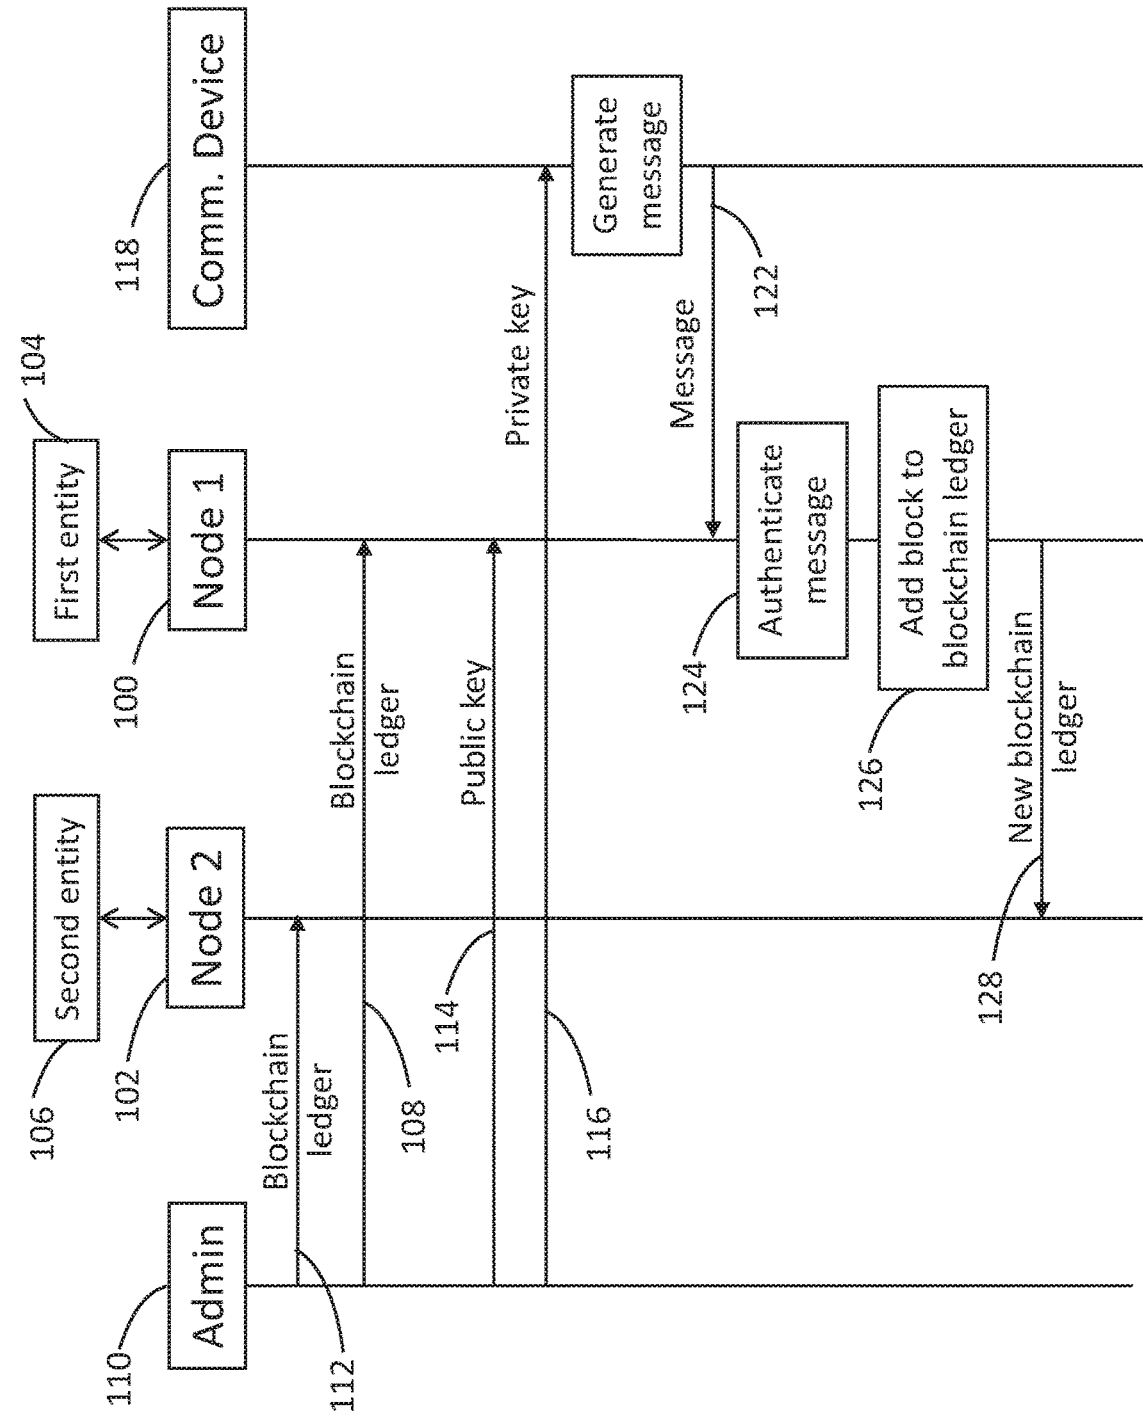 106
Second entity
First entity
104
110
102
100
118
Admin
Node 2
Node 1
Comm. Device
Blockchain
ledger
112
Blockchain
ledger
108
114
Public key
Private key
116
Generate
message
Message
122
124
Authenticate
message
126
Add block to
blockchain ledger
128
New blockchain
ledger